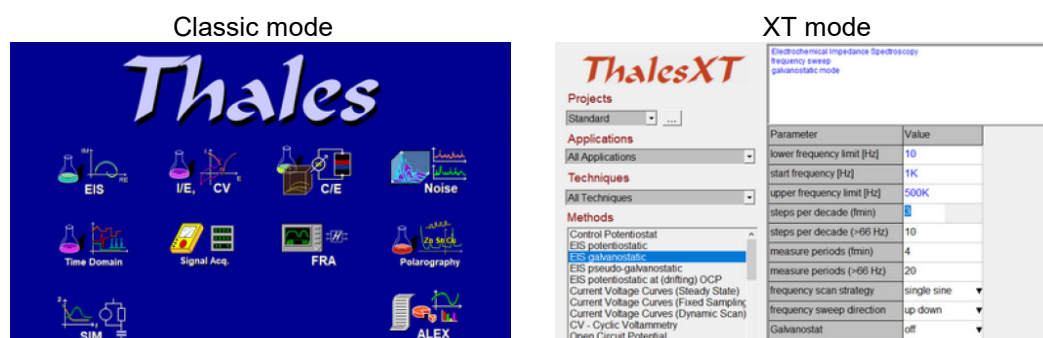 Classic mode
Thales
IM
RE
EIS
I/E, CV
C/E
Noise
Time Domain
Signal Acq.
FRA
Zn Sn Cu
Polarography
SIM
ALEX
XT mode
ThalesXT
Projects
Standard ...
Applications
All Applications
Techniques
All Techniques
Methods
Control Potentiostat
EIS potentiostatic
EIS galvanostatic
EIS pseudo-galvanostatic
EIS potentiostatic at (drifting) OCP
Current Voltage Curves (Steady State)
Current Voltage Curves (Fixed Sampling
Current Voltage Curves (Dynamic Scan)
CV - Cyclic Voltammetry
Open Circuit Potential
Electrochemical Impedance Spectroscopy
frequency sweep
galvanostatic mode
Parameter Value
lower frequency limit [Hz] 10
start frequency [Hz] 1K
upper frequency limit [Hz] 500K
steps per decade (fmin) 3
steps per decade (>66 Hz) 10
measure periods (fmin) 4
measure periods (>66 Hz) 20
frequency scan strategy single sine
frequency sweep direction up down
Galvanostat off